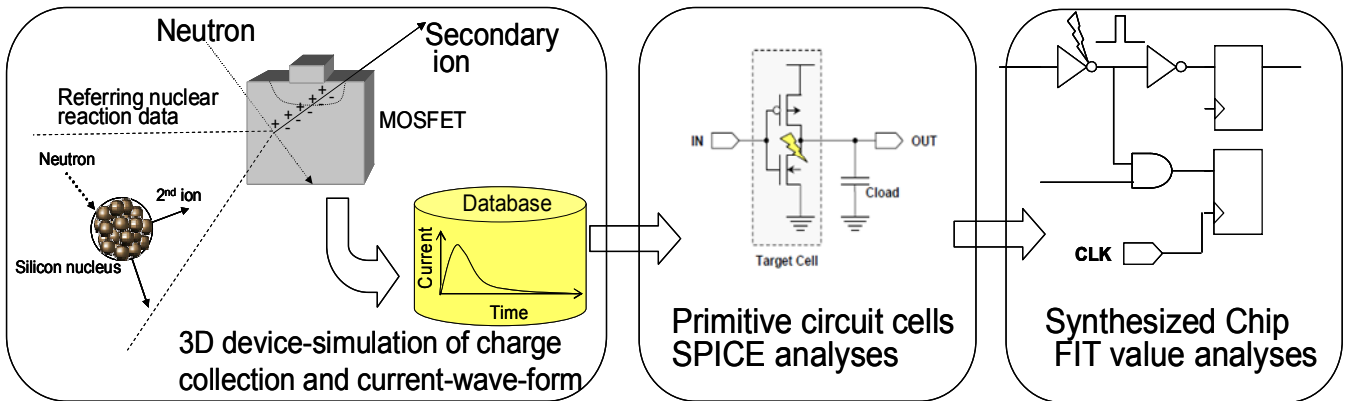 Neutron
Secondary
ion
Referring nuclear
reaction data
MOSFET
+ + + + + +
- - - - - -
Neutron
2nd ion
Silicon nucleus
Database
Current
Time
3D device-simulation of charge
collection and current-wave-form
IN
OUT
Cload
Target Cell
Primitive circuit cells
SPICE analyses
CLK
Synthesized Chip
FIT value analyses